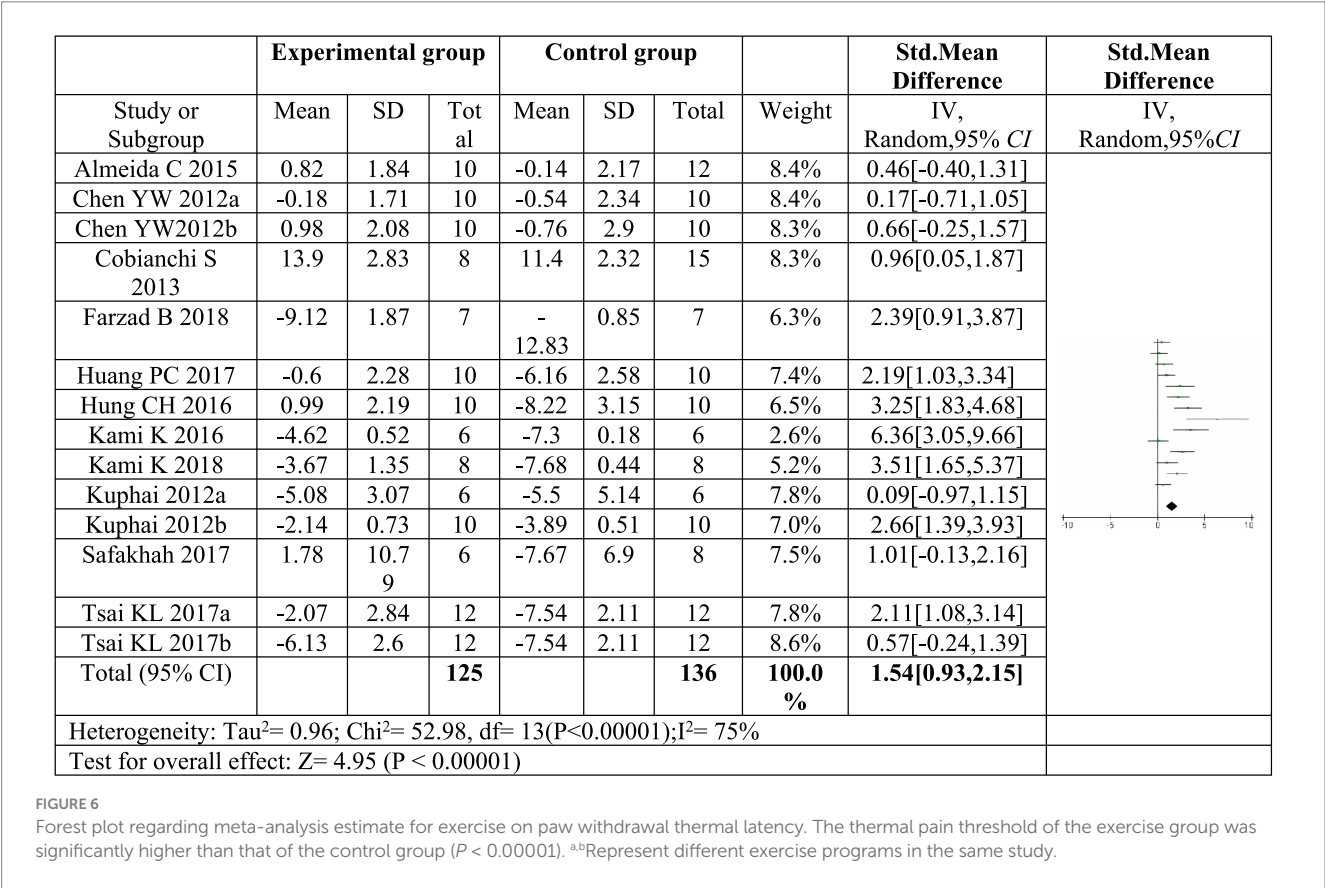 Experimental group Control group Std.Mean Std.Mean
Difference Difference
Study or Mean SD Tot Mean SD Total Weight IV, IV,
Subgroup al Random,95% CI Random,95%CI
Almeida C 2015 0.82 1.84 10 -0.14 2.17 12 8.4% 0.46[-0.40,1.31]
Chen YW 2012a -0.18 1.71 10 -0.54 2.34 10 8.4% 0.17[-0.71,1.05]
Chen YW2012b 0.98 2.08 10 -0.76 2.9 10 8.3% 0.66[-0.25,1.57]
Cobianchi S 13.9 2.83 8 11.4 2.32 15 8.3% 0.96[0.05,1.87]
2013
Farzad B 2018 -9.12 1.87 7 - 0.85 7 6.3% 2.39[0.91,3.87]
12.83
Huang PC 2017 -0.6 2.28 10 -6.16 2.58 10 7.4% 2.19[1.03,3.34]
Hung CH 2016 0.99 2.19 10 -8.22 3.15 10 6.5% 3.25[1.83,4.68]
Kami K 2016 -4.62 0.52 6 -7.3 0.18 6 2.6% 6.36[3.05,9.66]
Kami K 2018 -3.67 1.35 8 -7.68 0.44 8 5.2% 3.51[1.65,5.37]
Kuphai 2012a -5.08 3.07 6 -5.5 5.14 6 7.8% 0.09[-0.97,1.15]
Kuphai 2012b -2.14 0.73 10 -3.89 0.51 10 7.0% 2.66[1.39,3.93]
-10 -5 0 5 10
Safakhah 2017 1.78 10.7 6 -7.67 6.9 8 7.5% 1.01[-0.13,2.16]
9
Tsai KL 2017a -2.07 2.84 12 -7.54 2.11 12 7.8% 2.11[1.08,3.14]
Tsai KL 2017b -6.13 2.6 12 -7.54 2.11 12 8.6% 0.57[-0.24,1.39]
Total (95% CI) 125 136 100.0 1.54[0.93,2.15]
%
Heterogeneity: Tau²= 0.96; Chi²= 52.98, df= 13(P<0.00001);I²= 75%
Test for overall effect: Z= 4.95 (P < 0.00001)
FIGURE 6
Forest plot regarding meta-analysis estimate for exercise on paw withdrawal thermal latency. The thermal pain threshold of the exercise group was
significantly higher than that of the control group (P < 0.00001). a,bRepresent different exercise programs in the same study.